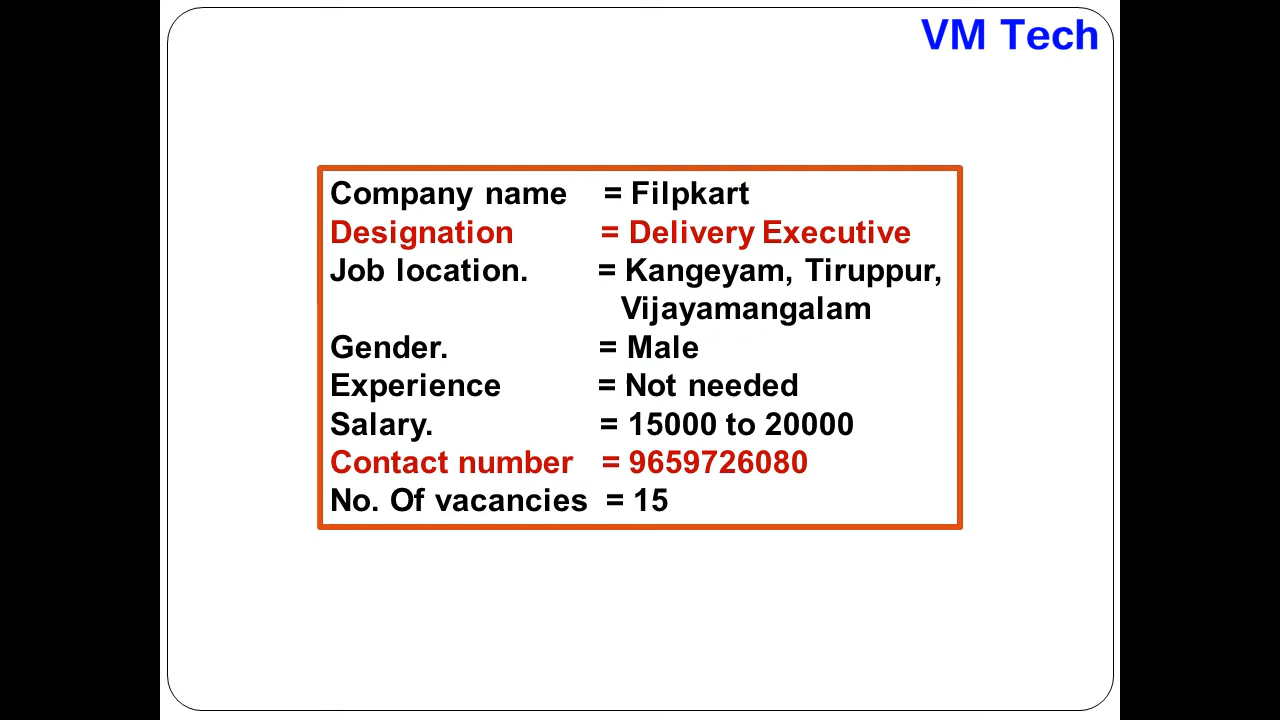 VM Tech
Company name = Filpkart
Designation = Delivery Executive
Job location. = Kangeyam, Tiruppur,
Vijayamangalam
Gender. = Male
Experience = Not needed
Salary. = 15000 to 20000
Contact number = 9659726080
No. Of vacancies = 15